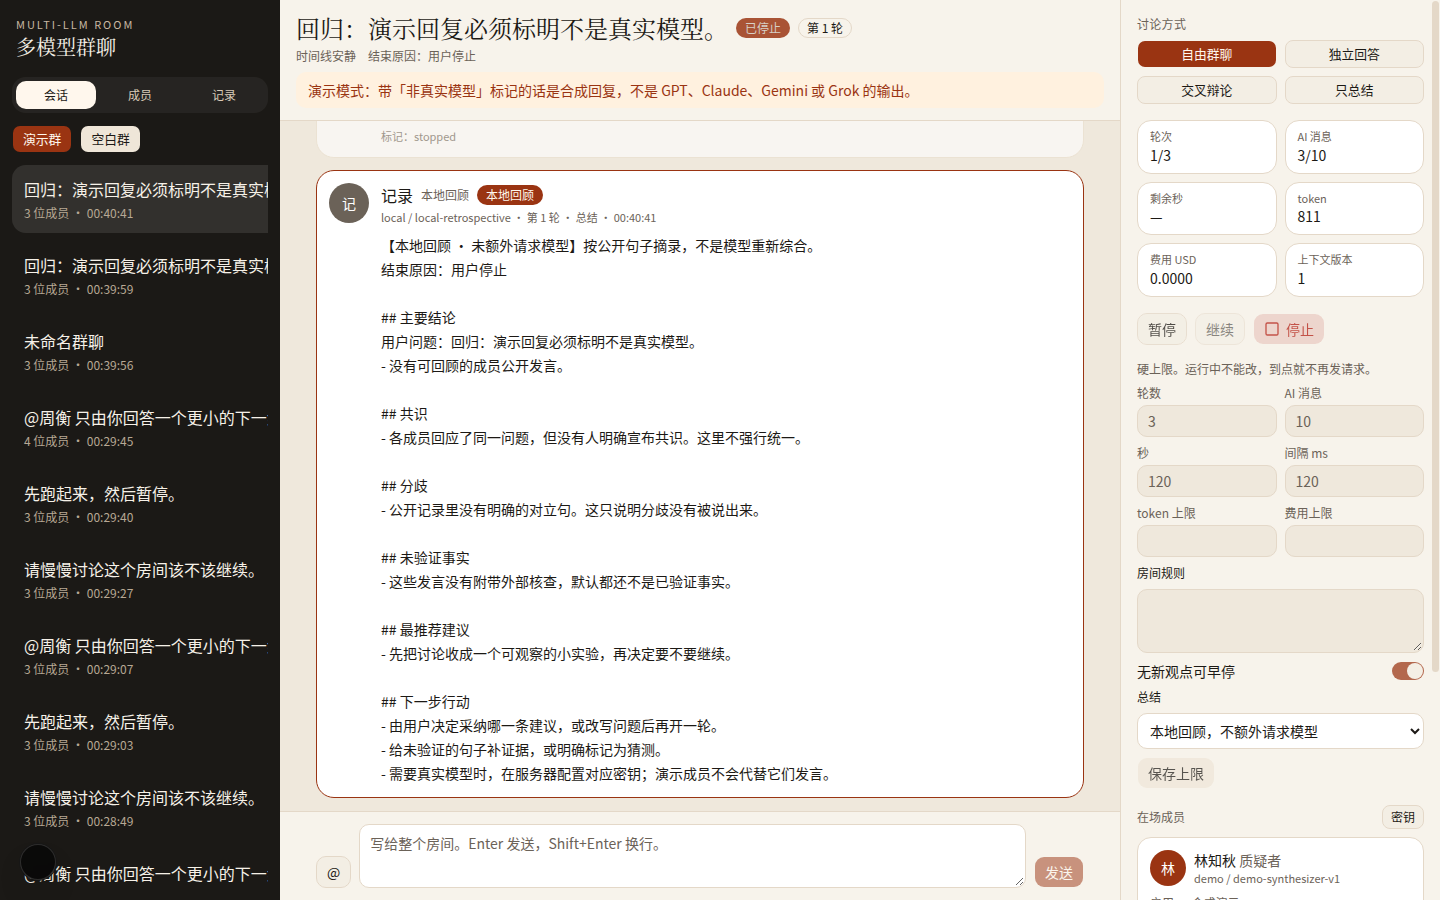 MULTI-LLM ROOM
多模型群聊
会话
成员
记录
演示群
空白群
回归：演示回复必须标明不是真实
3 位成员 · 00:40:41
回归：演示回复必须标明不是真实
3 位成员 · 00:39:59
未命名群聊
3 位成员 · 00:39:56
@周衡 只由你回答一个更小的下一
4 位成员 · 00:29:45
先跑起来，然后暂停。
3 位成员 · 00:29:40
请慢慢讨论这个房间该不该继续。
3 位成员 · 00:29:27
@周衡 只由你回答一个更小的下一
3 位成员 · 00:29:07
先跑起来，然后暂停。
3 位成员 · 00:29:03
请慢慢讨论这个房间该不该继续。
3 位成员 · 00:28:49
衡 只由你回答一个更小的下一
回归：演示回复必须标明不是真实模型。
已停止
第 1 轮
时间线安静 结束原因：用户停止
演示模式：带「非真实模型」标记的话是合成回复，不是 GPT、Claude、Gemini 或 Grok 的输出。
标记：stopped
记
记录 本地回顾 本地回顾
local / local-retrospective · 第 1 轮 · 总结 · 00:40:41
【本地回顾 · 未额外请求模型】按公开句子摘录，不是模型重新综合。
结束原因：用户停止
## 主要结论
用户问题：回归：演示回复必须标明不是真实模型。
- 没有可回顾的成员公开发言。
## 共识
- 各成员回应了同一问题，但没有人明确宣布共识。这里不强行统一。
## 分歧
- 公开记录里没有明确的对立句。这只说明分歧没有被说出来。
## 未验证事实
- 这些发言没有附带外部核查，默认都还不是已验证事实。
## 最推荐建议
- 先把讨论收成一个可观察的小实验，再决定要不要继续。
## 下一步行动
- 由用户决定采纳哪一条建议，或改写问题后再开一轮。
- 给未验证的句子补证据，或明确标记为猜测。
- 需要真实模型时，在服务器配置对应密钥；演示成员不会代替它们发言。
@
写给整个房间。Enter 发送，Shift+Enter 换行。
发送
讨论方式
自由群聊
独立回答
交叉辩论
只总结
轮次
1/3
AI 消息
3/10
剩余秒
—
token
811
费用 USD
0.0000
上下文版本
1
暂停
继续
停止
硬上限。运行中不能改，到点就不再发请求。
轮数
3
AI 消息
10
秒
120
间隔 ms
120
token 上限
费用上限
房间规则
无新观点可早停
总结
本地回顾，不额外请求模型
保存上限
在场成员
密钥
林
林知秋 质疑者
demo / demo-synthesizer-v1